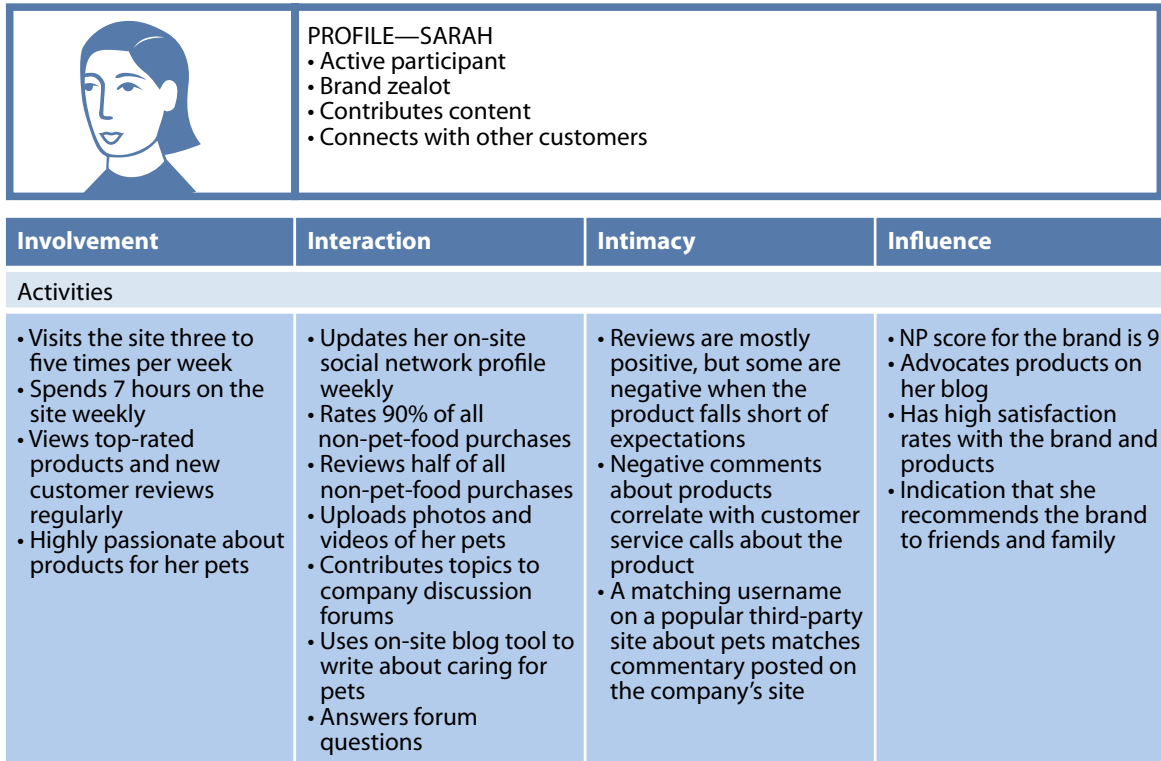 PROFILE—SARAH
• Active participant
• Brand zealot
• Contributes content
• Connects with other customers
Involvement
Interaction
Intimacy
Influence
Activities
• Visits the site three to
five times per week
• Spends 7 hours on the
site weekly
• Views top-rated
products and new
customer reviews
regularly
• Highly passionate about
products for her pets
• Updates her on-site
social network profile
weekly
• Rates 90% of all
non-pet-food purchases
• Reviews half of all
non-pet-food purchases
• Uploads photos and
videos of her pets
• Contributes topics to
company discussion
forums
• Uses on-site blog tool to
write about caring for
pets
• Answers forum
questions
• Reviews are mostly
positive, but some are
negative when the
product falls short of
expectations
• Negative comments
about products
correlate with customer
service calls about the
product
• A matching username
on a popular third-party
site about pets matches
commentary posted on
the company's site
• NP score for the brand is 9
• Advocates products on
her blog
• Has high satisfaction
rates with the brand and
products
• Indication that she
recommends the brand
to friends and family